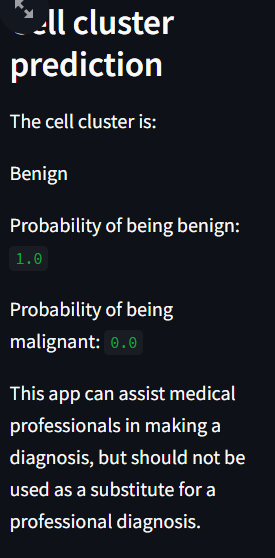 Cell cluster
prediction
The cell cluster is:
Benign
Probability of being benign:
1.0
Probability of being
malignant: 0.0
This app can assist medical
professionals in making a
diagnosis, but should not be
used as a substitute for a
professional diagnosis.